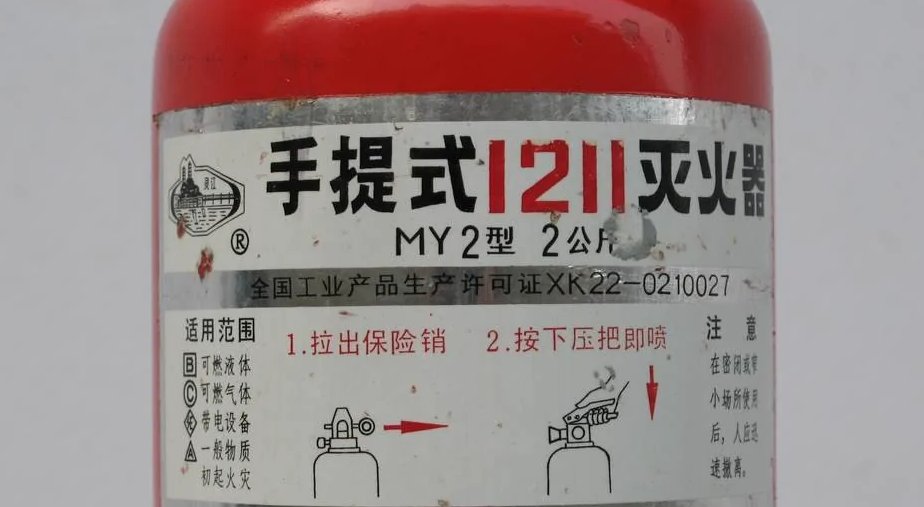 手提式1211灭火器
灵江
®
MY2型 2公斤
全国工业产品生产许可证XK22-0210027
适用范围
B 可燃液体
C 可燃气体
E 带电设备
A 一般物质
初起火灾
1.拉出保险销
2.按下压把即喷
注意
在密闭或窄
小场所使用
后，人应迅
速撤离。